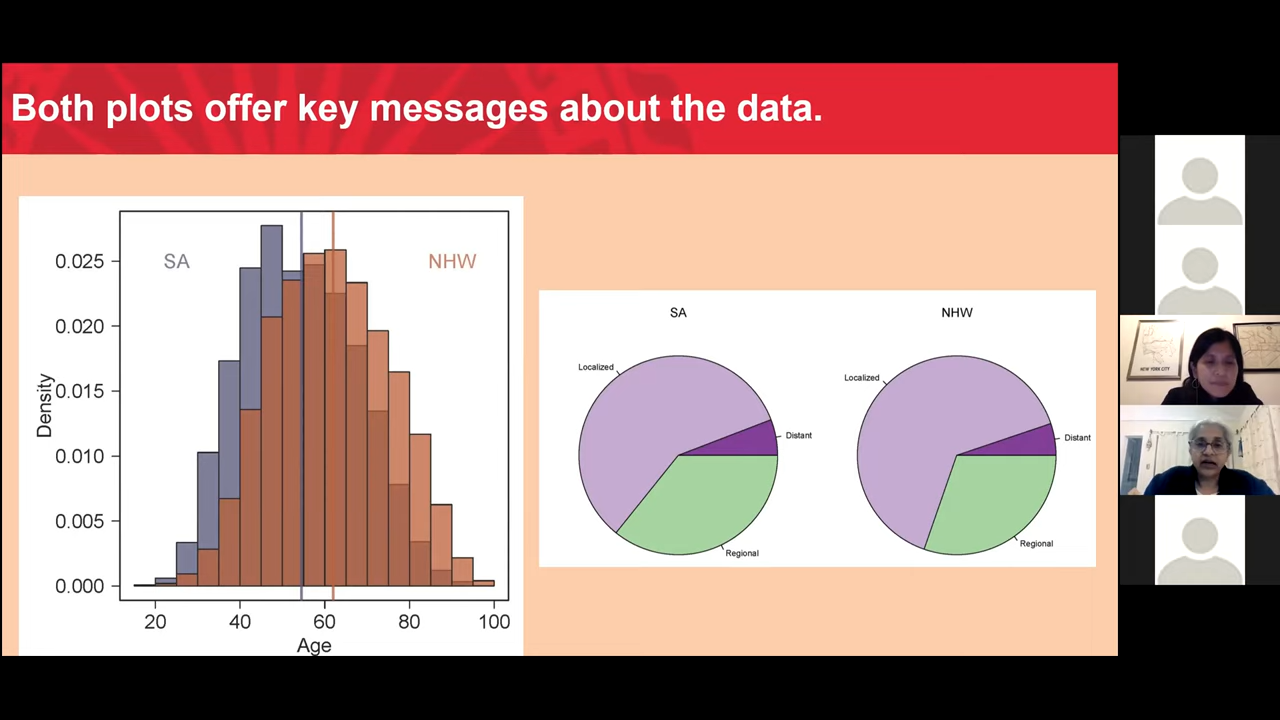 Both plots offer key messages about the data.
SA
NHW
0.025
0.020
0.015
0.010
0.005
0.000
Density
20
40
60
80
100
Age
SA
NHW
Localized
Distant
Regional
Localized
Distant
Regional
NEW YORK CITY